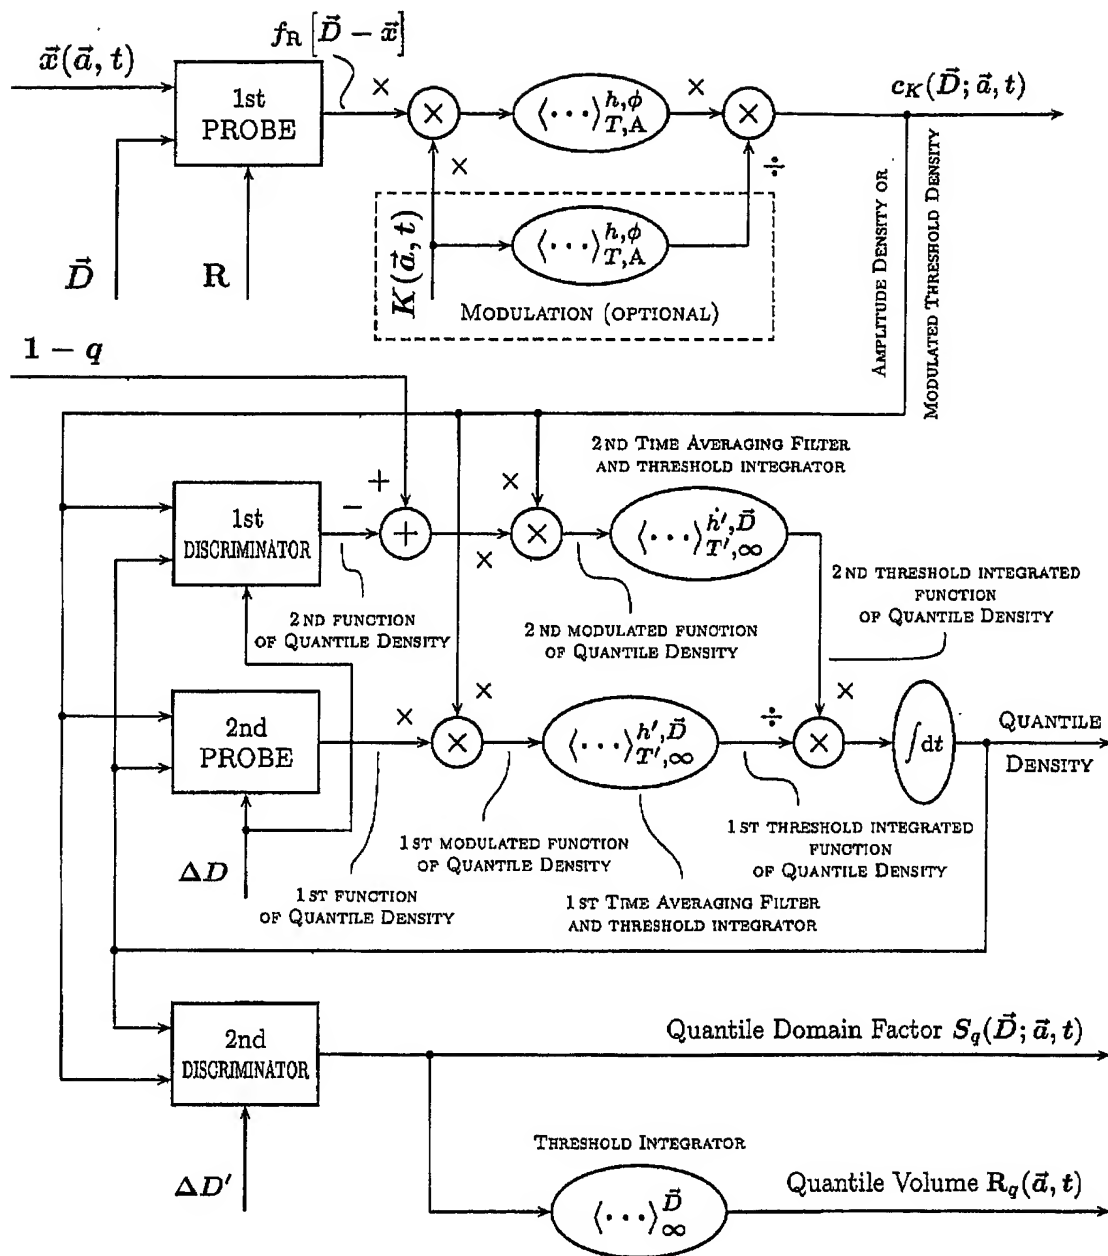 f_R [D⃗ − x⃗]
x⃗(a⃗, t)
1st
PROBE
×
×
⟨···⟩^{h,ϕ}_{T,A}
×
×
c_K(D⃗; a⃗, t)
×
÷
D⃗
R
K(a⃗, t)
⟨···⟩^{h,ϕ}_{T,A}
MODULATION (OPTIONAL)
AMPLITUDE DENSITY OR
MODULATED THRESHOLD DENSITY
1 − q
2ND TIME AVERAGING FILTER
AND THRESHOLD INTEGRATOR
1st
DISCRIMINATOR
−
+
+
×
×
×
⟨···⟩^{ḣ′,D⃗}_{T′,∞}
2ND FUNCTION
OF QUANTILE DENSITY
2ND MODULATED FUNCTION
OF QUANTILE DENSITY
2ND THRESHOLD INTEGRATED
FUNCTION
OF QUANTILE DENSITY
2nd
PROBE
×
×
×
⟨···⟩^{h′,D⃗}_{T′,∞}
÷
×
×
∫dt
QUANTILE
DENSITY
ΔD
1ST FUNCTION
OF QUANTILE DENSITY
1ST MODULATED FUNCTION
OF QUANTILE DENSITY
1ST TIME AVERAGING FILTER
AND THRESHOLD INTEGRATOR
1ST THRESHOLD INTEGRATED
FUNCTION
OF QUANTILE DENSITY
2nd
DISCRIMINATOR
Quantile Domain Factor S_q(D⃗; a⃗, t)
ΔD′
THRESHOLD INTEGRATOR
⟨···⟩^{D⃗}_{∞}
Quantile Volume R_q(a⃗, t)